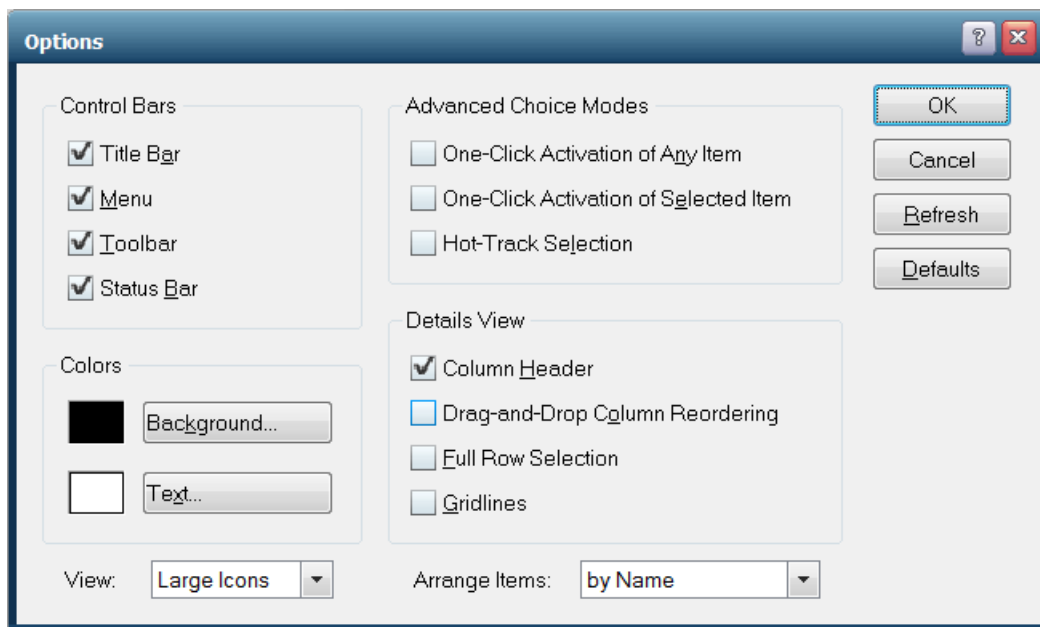 Options
Control Bars
Title Bar
Menu
Toolbar
Status Bar
Colors
Background...
Text...
View: Large Icons
Advanced Choice Modes
One-Click Activation of Any Item
One-Click Activation of Selected Item
Hot-Track Selection
Details View
Column Header
Drag-and-Drop Column Reordering
Full Row Selection
Gridlines
Arrange Items: by Name
OK
Cancel
Refresh
Defaults